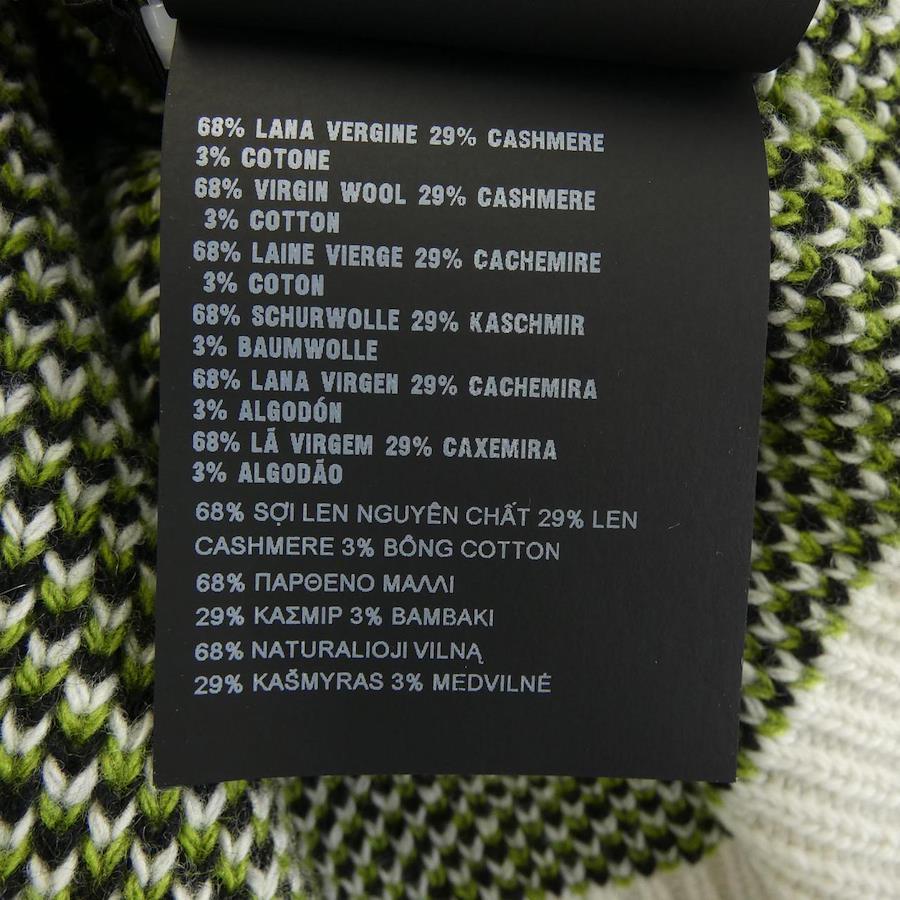 68% LANA VERGINE 29% CASHMERE
3% COTONE
68% VIRGIN WOOL 29% CASHMERE
3% COTTON
68% LAINE VIERGE 29% CACHEMIRE
3% COTON
68% SCHURWOLLE 29% KASCHMIR
3% BAUMWOLLE
68% LANA VIRGEN 29% CACHEMIRA
3% ALGODÓN
68% LÃ VIRGEM 29% CAXEMIRA
3% ALGODÃO
68% SỢI LEN NGUYÊN CHẤT 29% LEN
CASHMERE 3% BÔNG COTTON
68% ΠΑΡΘΕΝΟ ΜΑΛΛΙ
29% ΚΑΣΜΙΡ 3% ΒΑΜΒΑΚΙ
68% NATURALIOJI VILNĄ
29% KAŠMYRAS 3% MEDVILNĖ